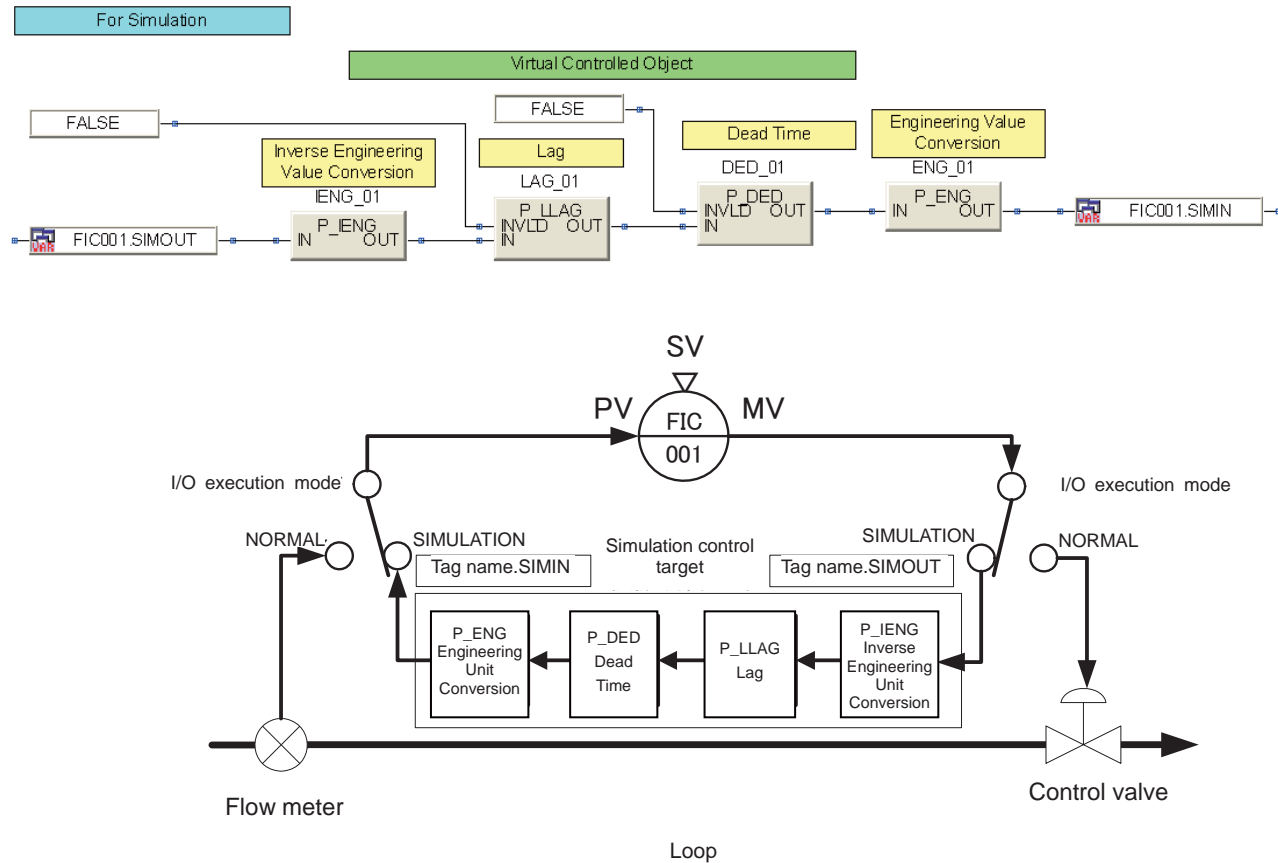 For Simulation
Virtual Controlled Object
FALSE
FALSE
Inverse Engineering
Value Conversion
Lag
Dead Time
Engineering Value
Conversion
IENG_01
LAG_01
DED_01
ENG_01
FIC001.SIMOUT
P_IENG
IN OUT
P_LLAG
INVLD OUT
IN
P_DED
INVLD OUT
IN
P_ENG
IN OUT
FIC001.SIMIN
VAR
VAR
SV
PV
MV
FIC
001
I/O execution mode
I/O execution mode
NORMAL
SIMULATION
Simulation control
target
SIMULATION
NORMAL
Tag name.SIMIN
Tag name.SIMOUT
P_ENG
Engineering
Unit
Conversion
P_DED
Dead
Time
P_LLAG
Lag
P_IENG
Inverse
Engineering
Unit
Conversion
Flow meter
Control valve
Loop